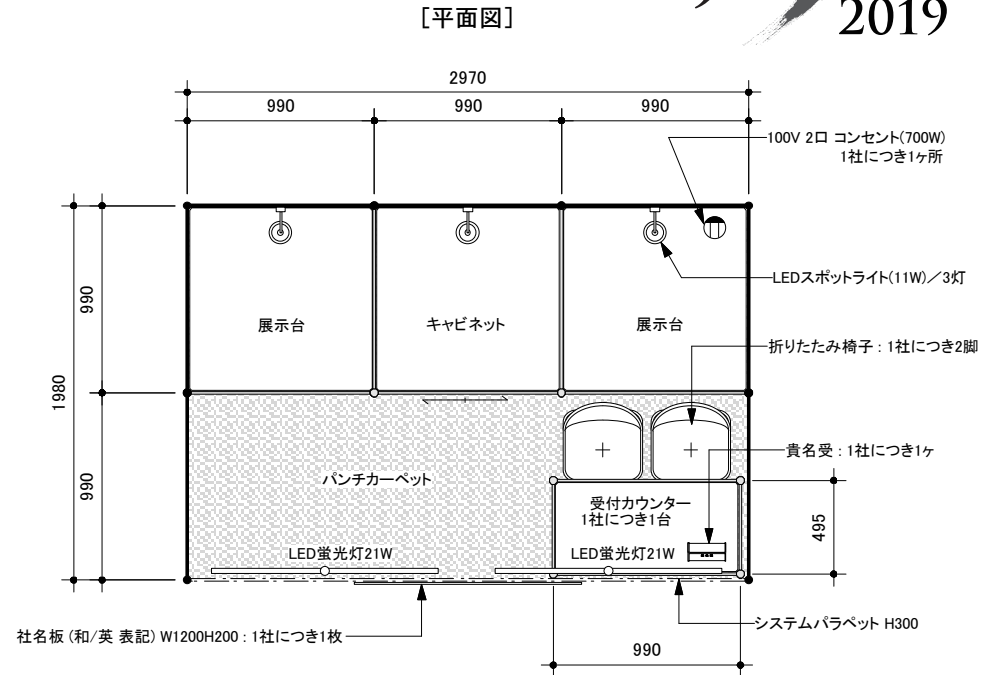 [平面図]
2019
2970
990
990
990
100V 2口 コンセント(700W)
1社につき1ヶ所
LEDスポットライト(11W)／3灯
1980
990
990
展示台
キャビネット
展示台
折りたたみ椅子 : 1社につき2脚
貴名受 : 1社につき1ヶ
パンチカーペット
受付カウンター
1社につき1台
495
LED蛍光灯21W
LED蛍光灯21W
システムパラペット H300
社名板 (和/英 表記) W1200H200 : 1社につき1枚
990